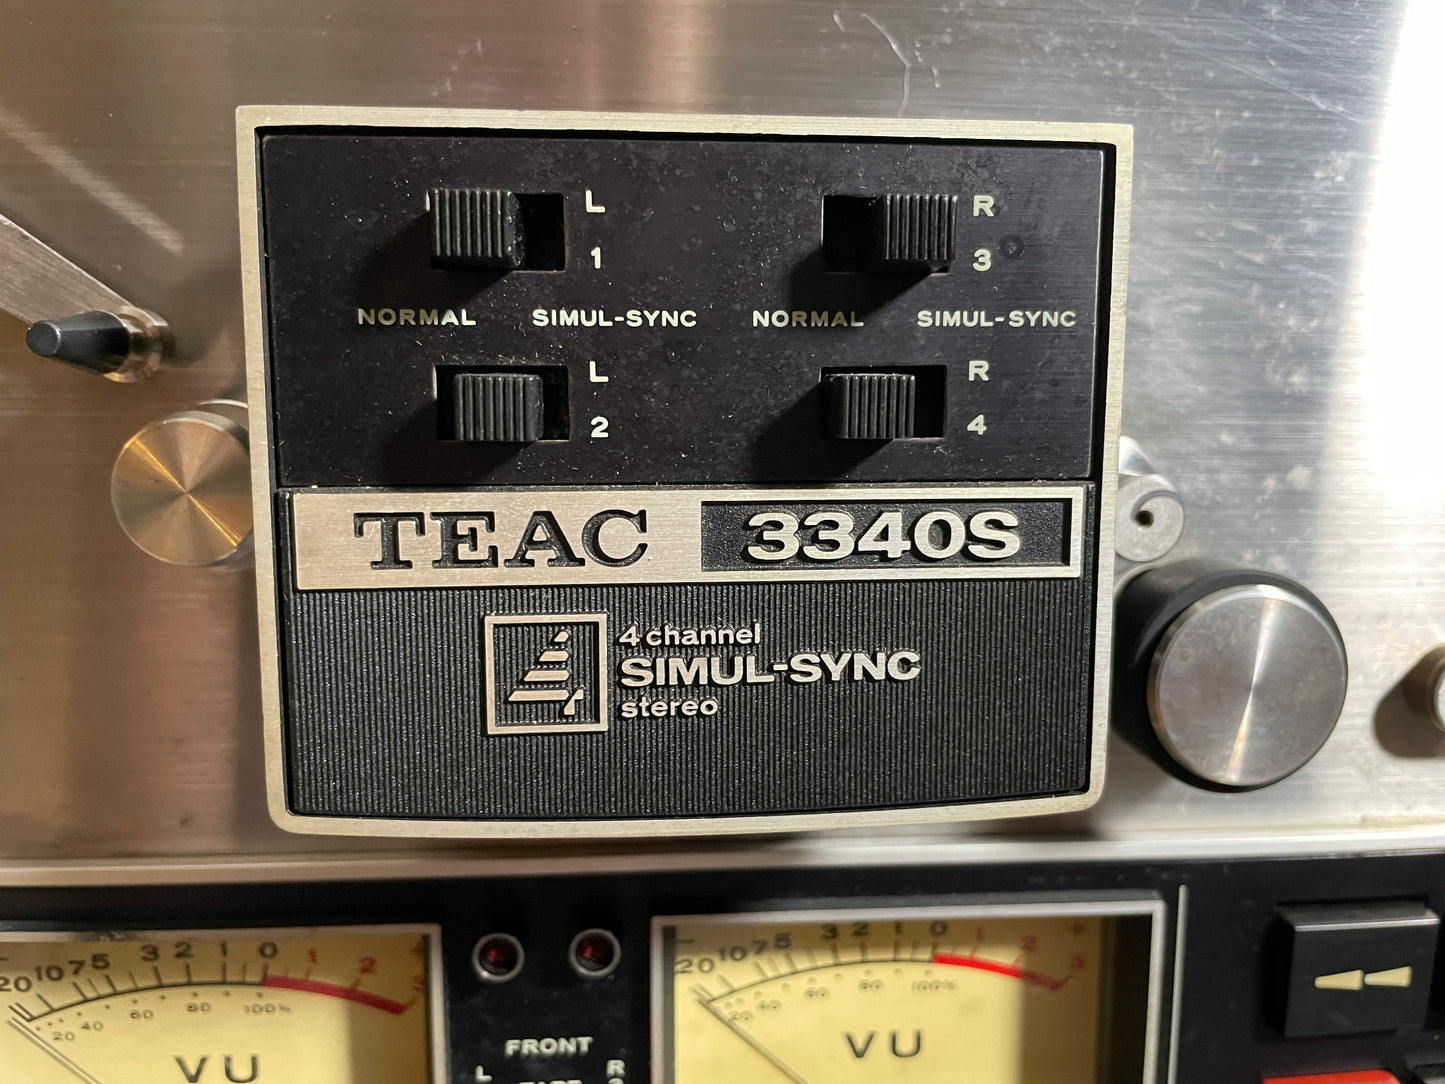 L R
1 3
NORMAL SIMUL-SYNC NORMAL SIMUL-SYNC
L R
2 4
TEAC 3340S
4 channel
SIMUL-SYNC
stereo
20 10 7 5 3 2 1 0 1 2 3
20 40 60 80 100%
VU
20 10 7 5 3 2 1 0 1 2 3
20 40 60 80 100%
VU
FRONT
L R